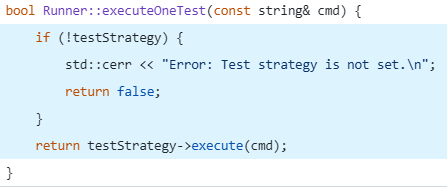 bool Runner::executeOneTest(const string& cmd) {
    if (!testStrategy) {
        std::cerr << "Error: Test strategy is not set.\n";
        return false;
    }
    return testStrategy->execute(cmd);
}